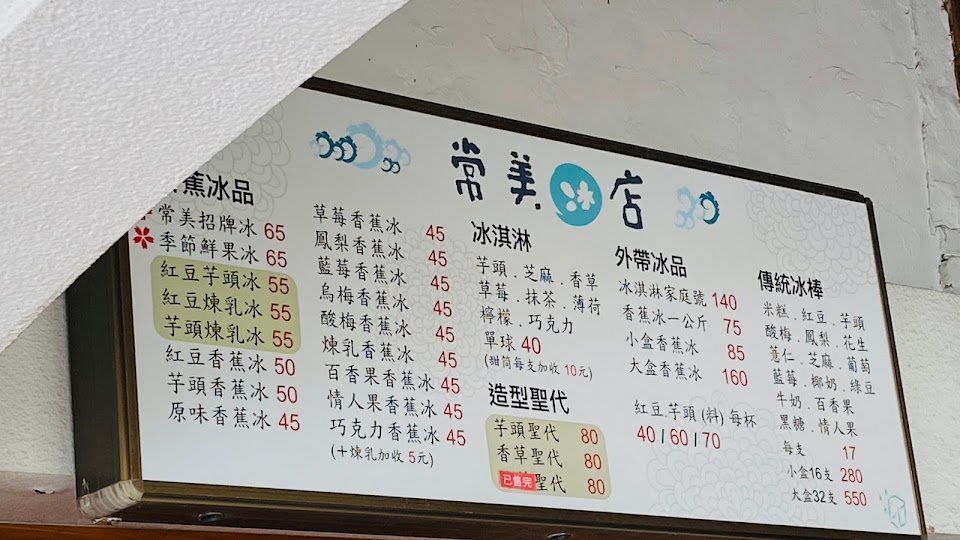 常美冰店
蕉冰品
常美招牌冰 65
季節鮮果冰 65
紅豆芋頭冰 55
紅豆煉乳冰 55
芋頭煉乳冰 55
紅豆香蕉冰 50
芋頭香蕉冰 50
原味香蕉冰 45
草莓香蕉冰 45
鳳梨香蕉冰 45
藍莓香蕉冰 45
烏梅香蕉冰 45
酸梅香蕉冰 45
煉乳香蕉冰 45
百香果香蕉冰 45
情人果香蕉冰 45
巧克力香蕉冰 45
(+煉乳加收 5元)
冰淇淋
芋頭.芝麻.香草
草莓.抹茶.薄荷
檸檬.巧克力
單球 40
(甜筒每支加收 10元)
造型聖代
芋頭聖代 80
香草聖代 80
已售完 聖代 80
外帶冰品
冰淇淋家庭號 140
香蕉冰一公斤 75
小盒香蕉冰 85
大盒香蕉冰 160
紅豆.芋頭 (料) 每杯
40 / 60 / 70
傳統冰棒
米糕.紅豆.芋頭
酸梅.鳳梨.花生
薏仁.芝麻.葡萄
藍莓.椰奶.綠豆
牛奶.百香果
黑糖.情人果
每支 17
小盒16支 280
大盒32支 550